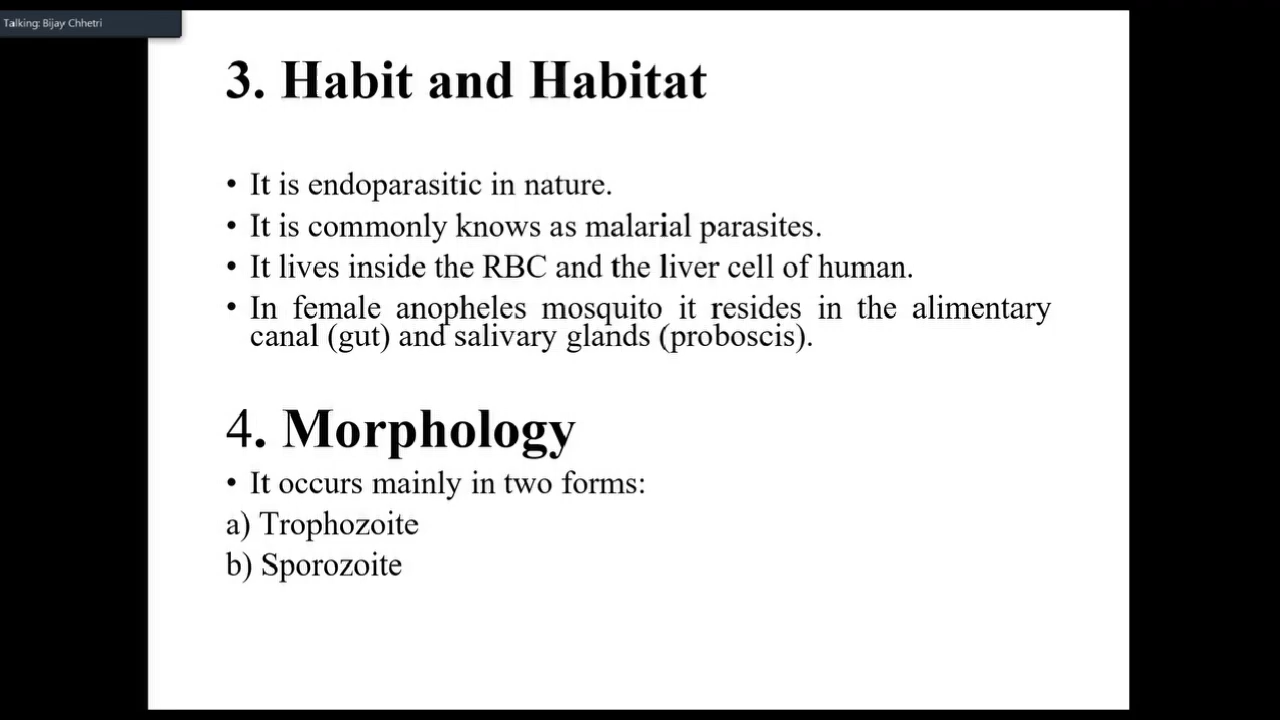 Talking: Bijay Chhetri
3. Habit and Habitat
• It is endoparasitic in nature.
• It is commonly knows as malarial parasites.
• It lives inside the RBC and the liver cell of human.
• In female anopheles mosquito it resides in the alimentary
canal (gut) and salivary glands (proboscis).
4. Morphology
• It occurs mainly in two forms:
a) Trophozoite
b) Sporozoite